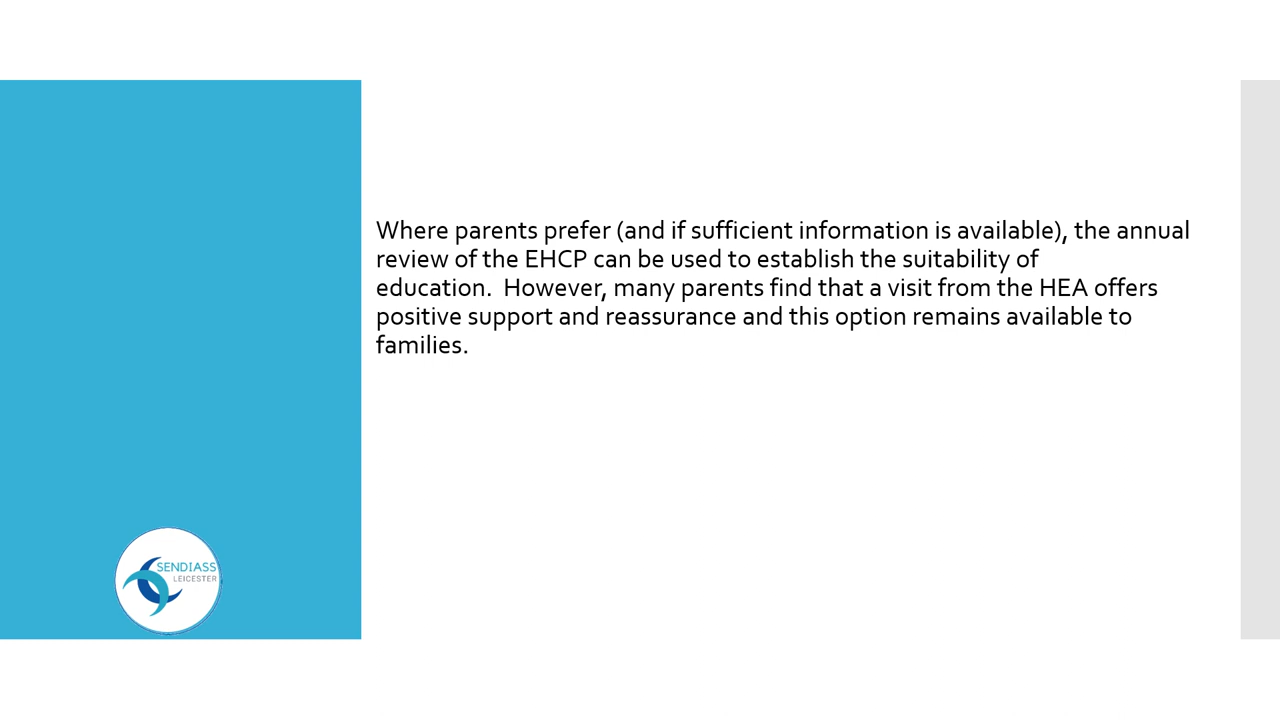 Where parents prefer (and if sufficient information is available), the annual
review of the EHCP can be used to establish the suitability of
education.  However, many parents find that a visit from the HEA offers
positive support and reassurance and this option remains available to
families.
SENDIASS
LEICESTER